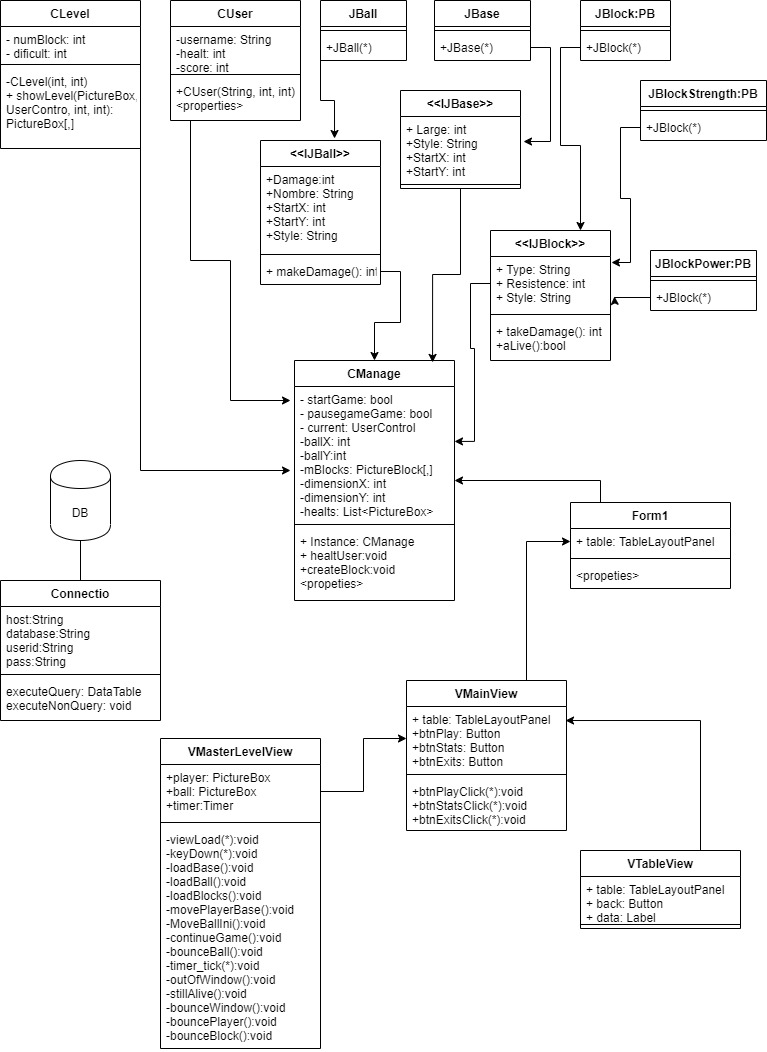 CLevel
- numBlock: int
- dificult: int
-CLevel(int, int)
+ showLevel(PictureBox,
UserContro, int, int):
PictureBox[,]
CUser
-username: String
-healt: int
-score: int
+CUser(String, int, int)
<properties>
JBall
+JBall(*)
JBase
+JBase(*)
JBlock:PB
+JBlock(*)
JBlockStrength:PB
+JBlock(*)
<<IJBall>>
+Damage:int
+Nombre: String
+StartX: int
+StartY: int
+Style: String
+ makeDamage(): int
<<IJBase>>
+ Large: int
+Style: String
+StartX: int
+StartY: int
<<IJBlock>>
+ Type: String
+ Resistence: int
+ Style: String
+ takeDamage(): int
+aLive():bool
JBlockPower:PB
+JBlock(*)
CManage
- startGame: bool
- pausegameGame: bool
- current: UserControl
-ballX: int
-ballY:int
-mBlocks: PictureBlock[,]
-dimensionX: int
-dimensionY: int
-healts: List<PictureBox>
+ Instance: CManage
+ healtUser:void
+createBlock:void
<propeties>
DB
Connectio
host:String
database:String
userid:String
pass:String
executeQuery: DataTable
executeNonQuery: void
Form1
+ table: TableLayoutPanel
<propeties>
VMainView
+ table: TableLayoutPanel
+btnPlay: Button
+btnStats: Button
+btnExits: Button
+btnPlayClick(*):void
+btnStatsClick(*):void
+btnExitsClick(*):void
VMasterLevelView
+player: PictureBox
+ball: PictureBox
+timer:Timer
-viewLoad(*):void
-keyDown(*):void
-loadBase():void
-loadBall():void
-loadBlocks():void
-movePlayerBase():void
-MoveBallIni():void
-continueGame():void
-bounceBall():void
-timer_tick(*):void
-outOfWindow():void
-stillAlive():void
-bounceWindow():void
-bouncePlayer():void
-bounceBlock():void
VTableView
+ table: TableLayoutPanel
+ back: Button
+ data: Label